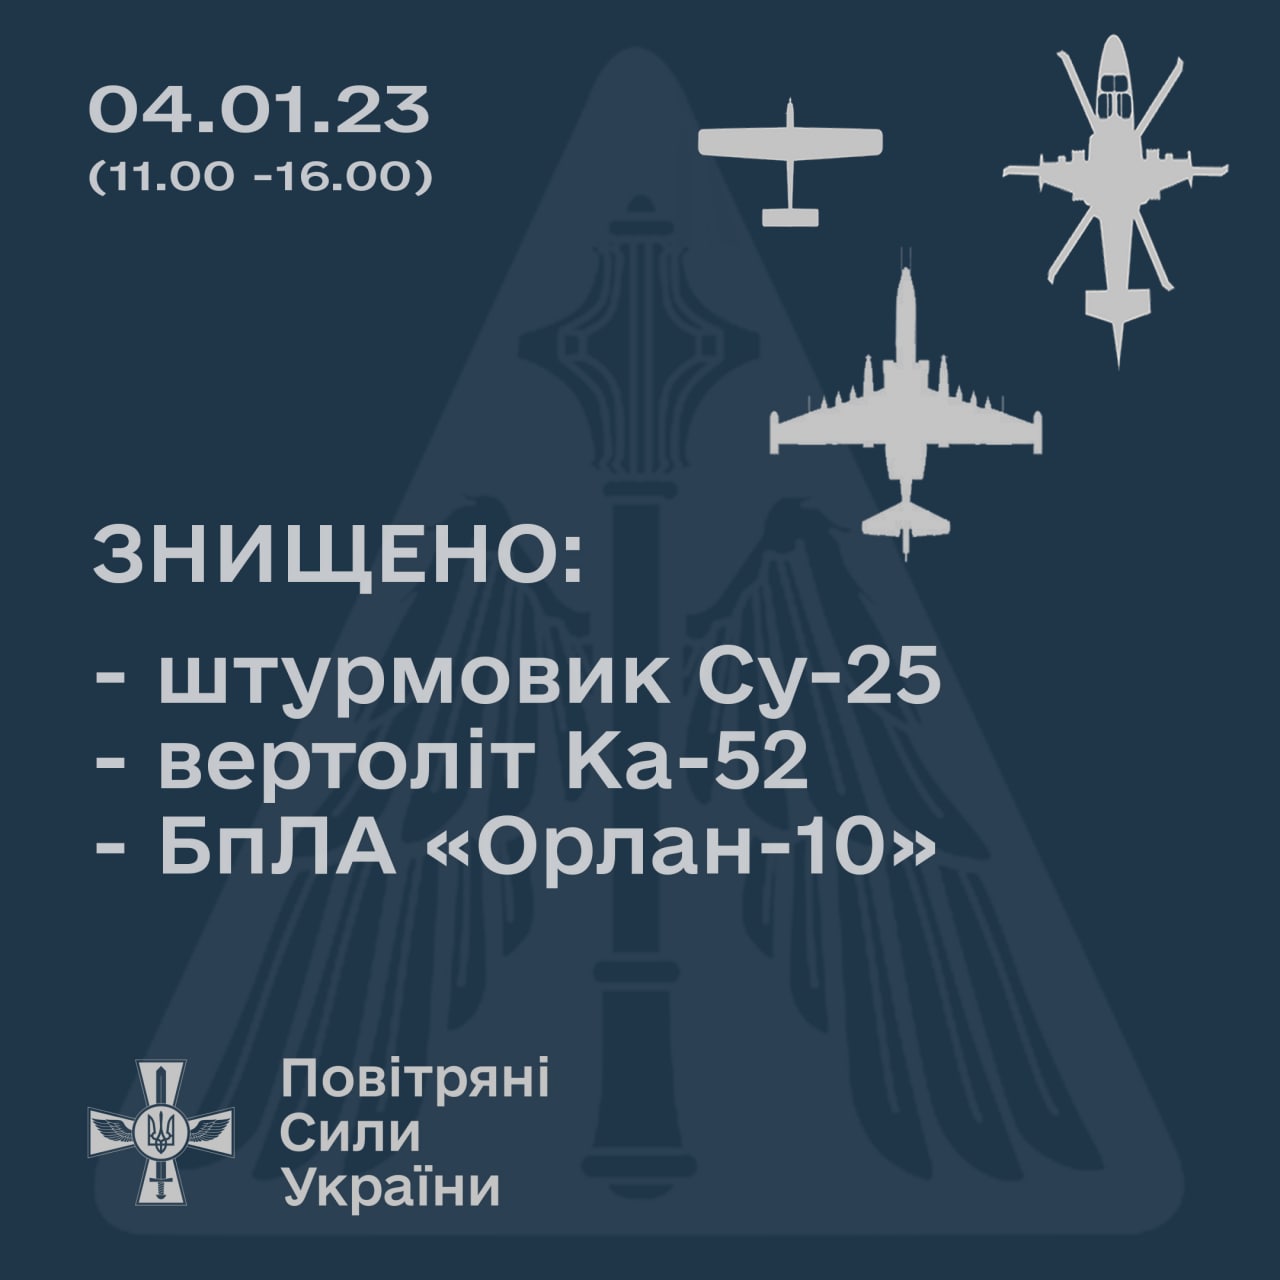 04.01.23
(11.00 -16.00)
ЗНИЩЕНО:
- штурмовик Су-25
- вертоліт Ка-52
- БпЛА «Орлан-10»
Повітряні
Сили
України